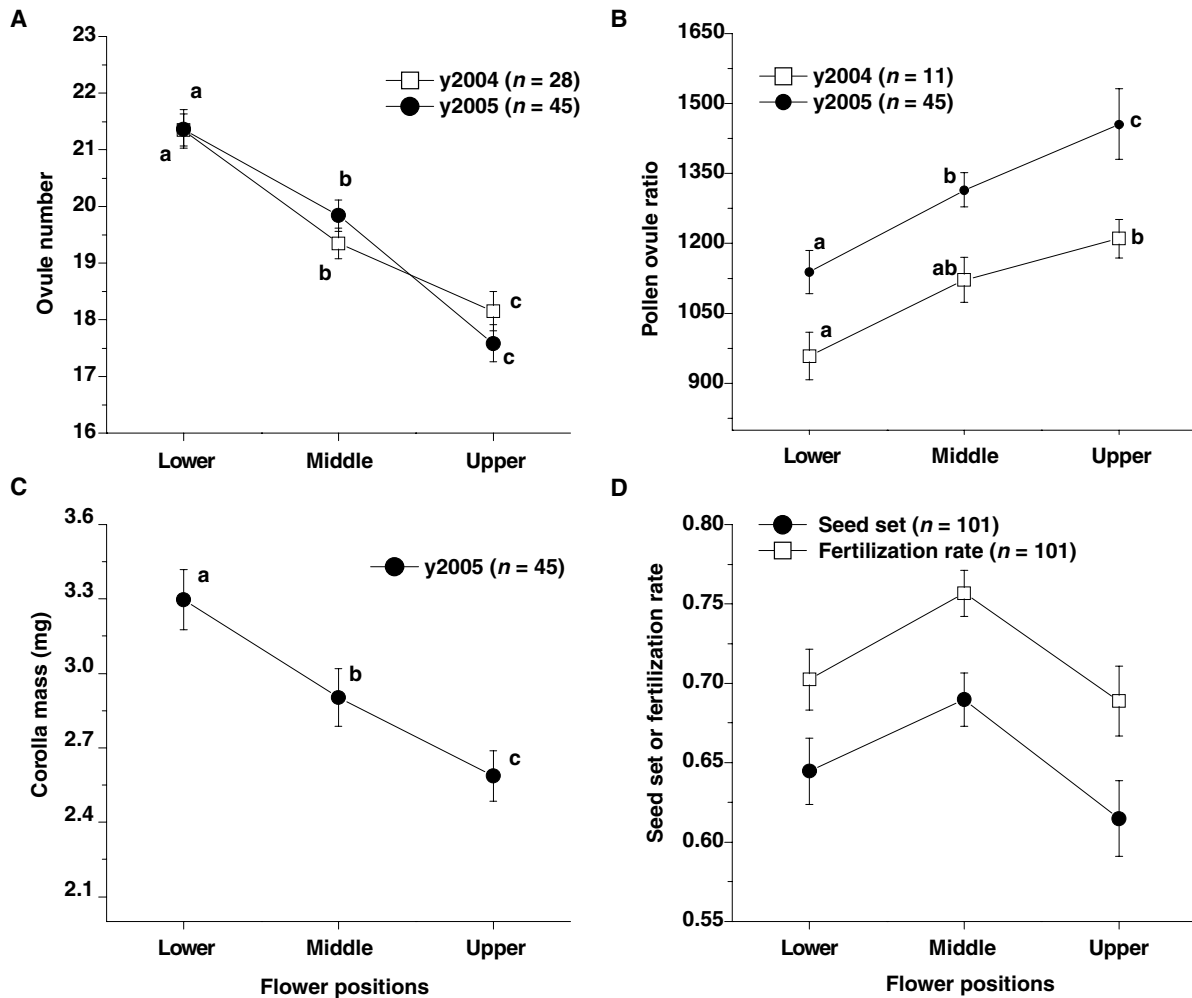 A
23
22
21
20
19
18
17
16
Ovule number
y2004 (n = 28)
y2005 (n = 45)
a
a
b
b
c
c
Lower Middle Upper
B
1650
1500
1350
1200
1050
900
Pollen ovule ratio
y2004 (n = 11)
y2005 (n = 45)
a
b
c
a
ab
b
Lower Middle Upper
C
3.6
3.3
3.0
2.7
2.4
2.1
Corolla mass (mg)
y2005 (n = 45)
a
b
c
Lower Middle Upper
Flower positions
D
0.80
0.75
0.70
0.65
0.60
0.55
Seed set or fertilization rate
Seed set (n = 101)
Fertilization rate (n = 101)
Lower Middle Upper
Flower positions